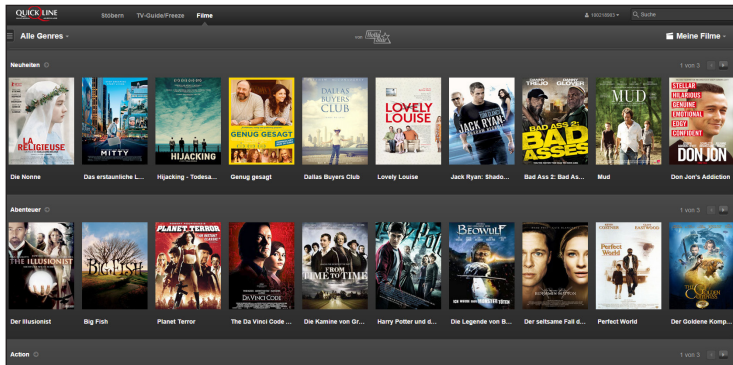 QUICKLINE
Stöbern TV-Guide/Freeze Filme
Suche
Alle Genres
von Hollystar
Meine Filme
Neuheiten
1 von 3
LA RELIGIEUSE
MITTY
HIJACKING
GENUG GESAGT
DALLAS BUYERS CLUB
LOVELY LOUISE
JACK RYAN:
DANNY TREJO DANNY GLOVER
BAD ASS 2: BAD ASSES
MUD
STELLAR
HILARIOUS
GENUINE
EMOTIONAL
EDGY
CONFIDENT
DON JON
Die Nonne
Das erstaunliche L...
Hijacking - Todesa...
Genug gesagt
Dallas Buyers Club
Lovely Louise
Jack Ryan: Shado...
Bad Ass 2: Bad As...
Mud
Don Jon's Addiction
Abenteuer
1 von 3
THE ILLUSIONIST
BIG FISH
PLANET TERROR
DA VINCI CODE
FROM TIME TO TIME
BEOWULF
Perfect World
Der Illusionist
Big Fish
Planet Terror
The Da Vinci Code ...
Die Kamine von Gr...
Harry Potter und d...
Die Legende von B...
Der seltsame Fall d...
Perfect World
Der Goldene Komp...
Action
1 von 3